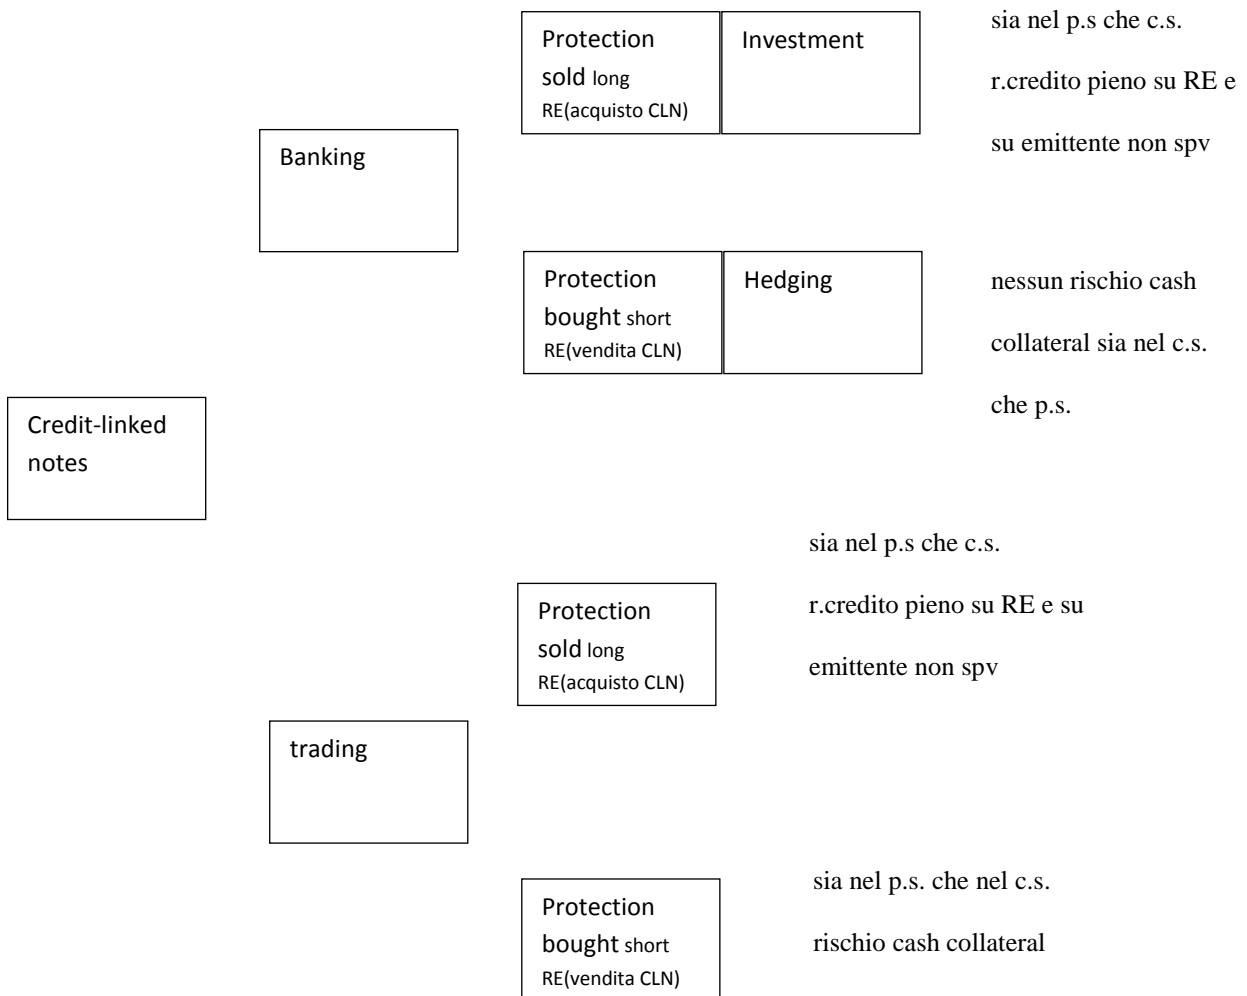 sia nel p.s che c.s.
Protection
sold long
RE(acquisto CLN)
Investment
r.credito pieno su RE e
su emittente non spv
Banking
Protection
bought short
RE(vendita CLN)
Hedging
nessun rischio cash
collateral sia nel c.s.
che p.s.
Credit-linked
notes
sia nel p.s che c.s.
r.credito pieno su RE e su
emittente non spv
Protection
sold long
RE(acquisto CLN)
trading
sia nel p.s. che nel c.s.
rischio cash collateral
Protection
bought short
RE(vendita CLN)